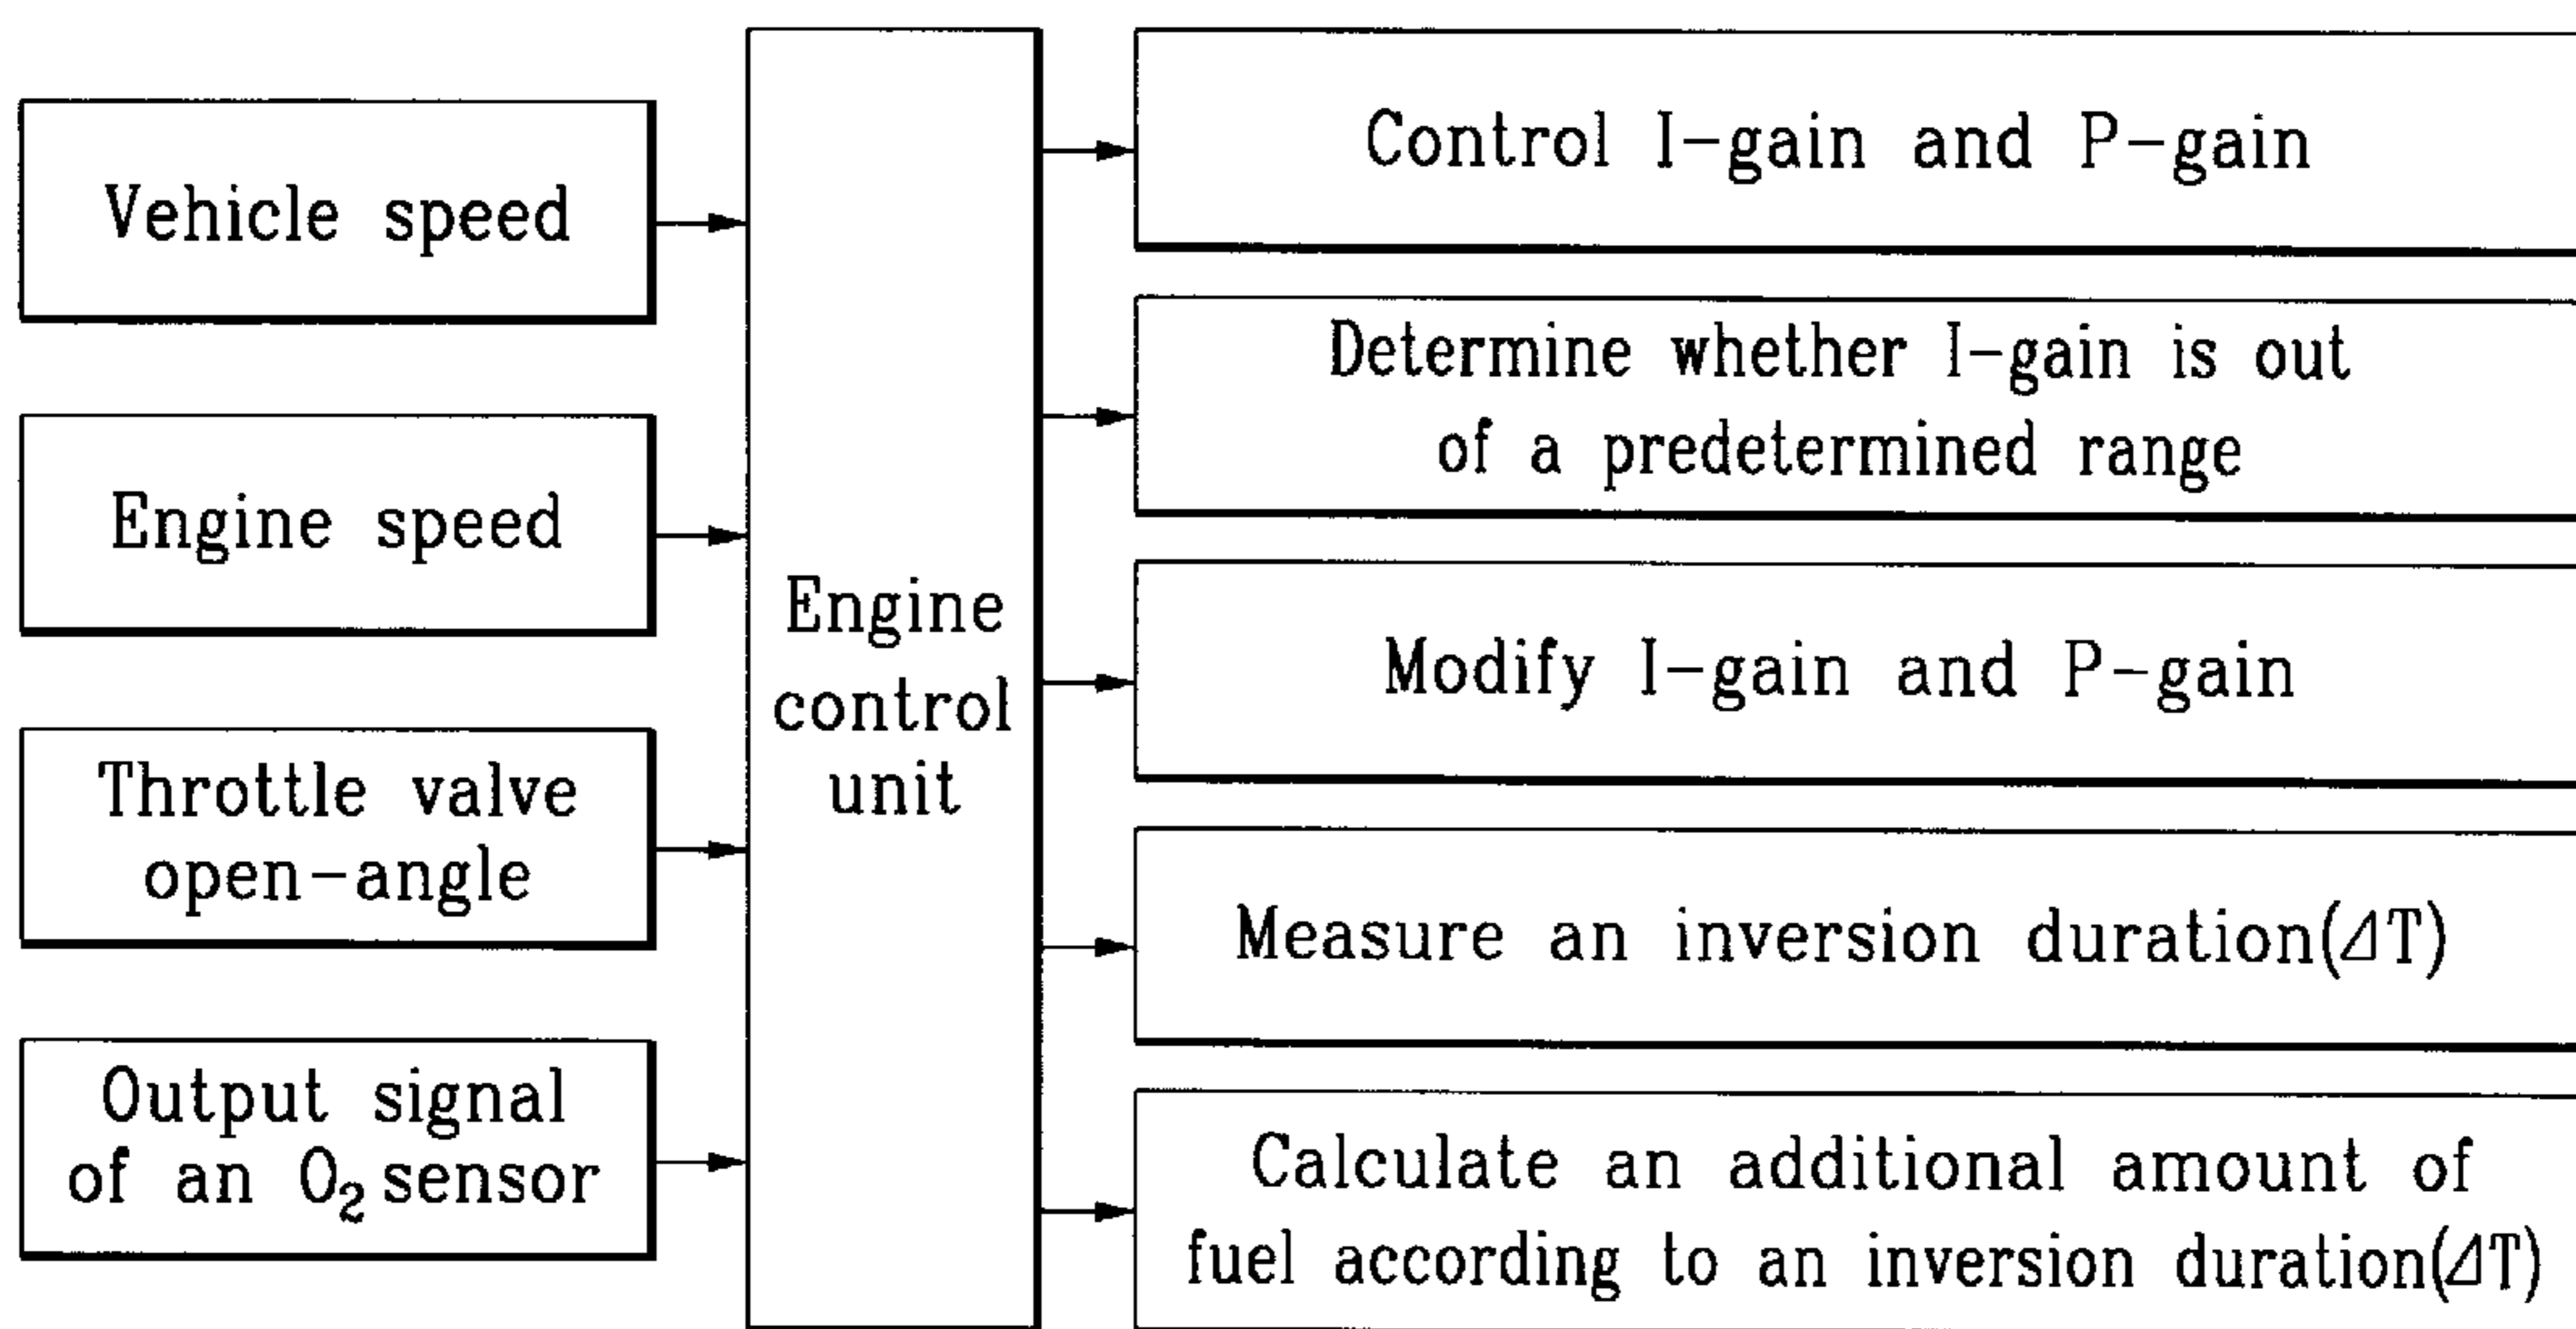 Vehicle speed
Engine speed
Throttle valve
open-angle
Output signal
of an O₂ sensor
Engine
control
unit
Control I-gain and P-gain
Determine whether I-gain is out
of a predetermined range
Modify I-gain and P-gain
Measure an inversion duration(⊿T)
Calculate an additional amount of
fuel according to an inversion duration(⊿T)